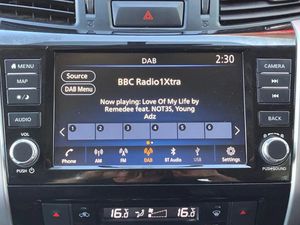 DAB
2:30
Source
DAB Menu
BBC Radio1Xtra
Now playing: Love Of My Life by
Remedee feat. NOT3S, Young
Adz
1 2 3 4 5 6
Phone AM FM DAB BT Audio USB Settings
MENU
MAP
AUDIO
VOL
PUSH
CAMERA
BACK
PUSH SOUND
16.0 16.0